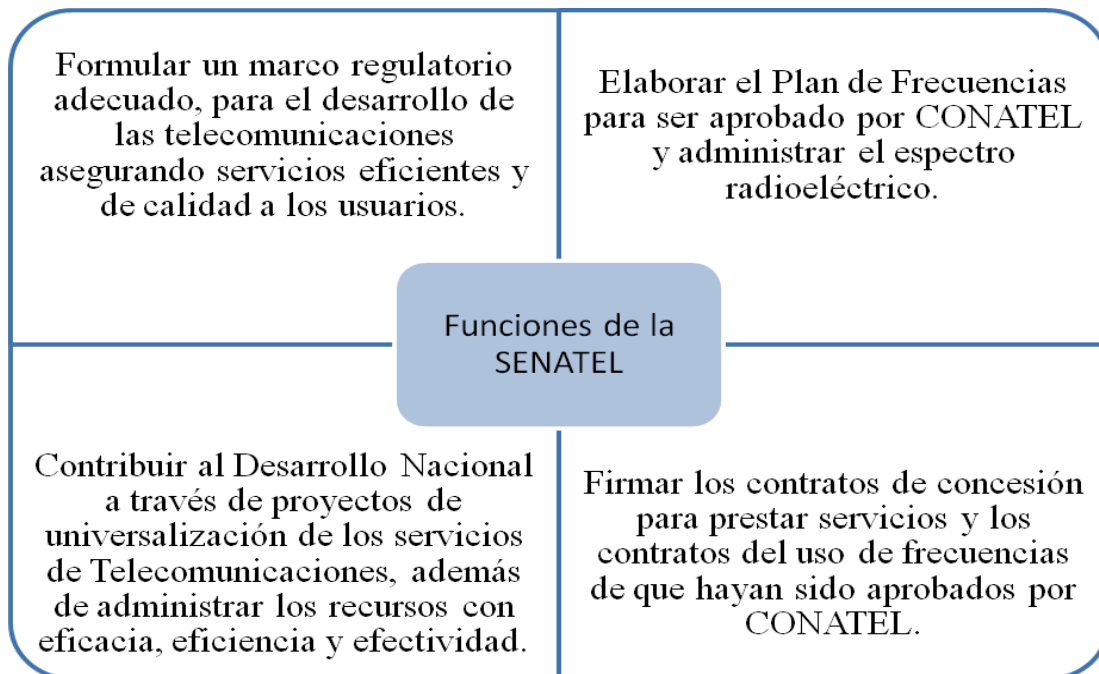 Formular un marco regulatorio
adecuado, para el desarrollo de
las telecomunicaciones
asegurando servicios eficientes y
de calidad a los usuarios.
Elaborar el Plan de Frecuencias
para ser aprobado por CONATEL
y administrar el espectro
radioeléctrico.
Funciones de la
SENATEL
Contribuir al Desarrollo Nacional
a través de proyectos de
universalización de los servicios
de Telecomunicaciones, además
de administrar los recursos con
eficacia, eficiencia y efectividad.
Firmar los contratos de concesión
para prestar servicios y los
contratos del uso de frecuencias
de que hayan sido aprobados por
CONATEL.